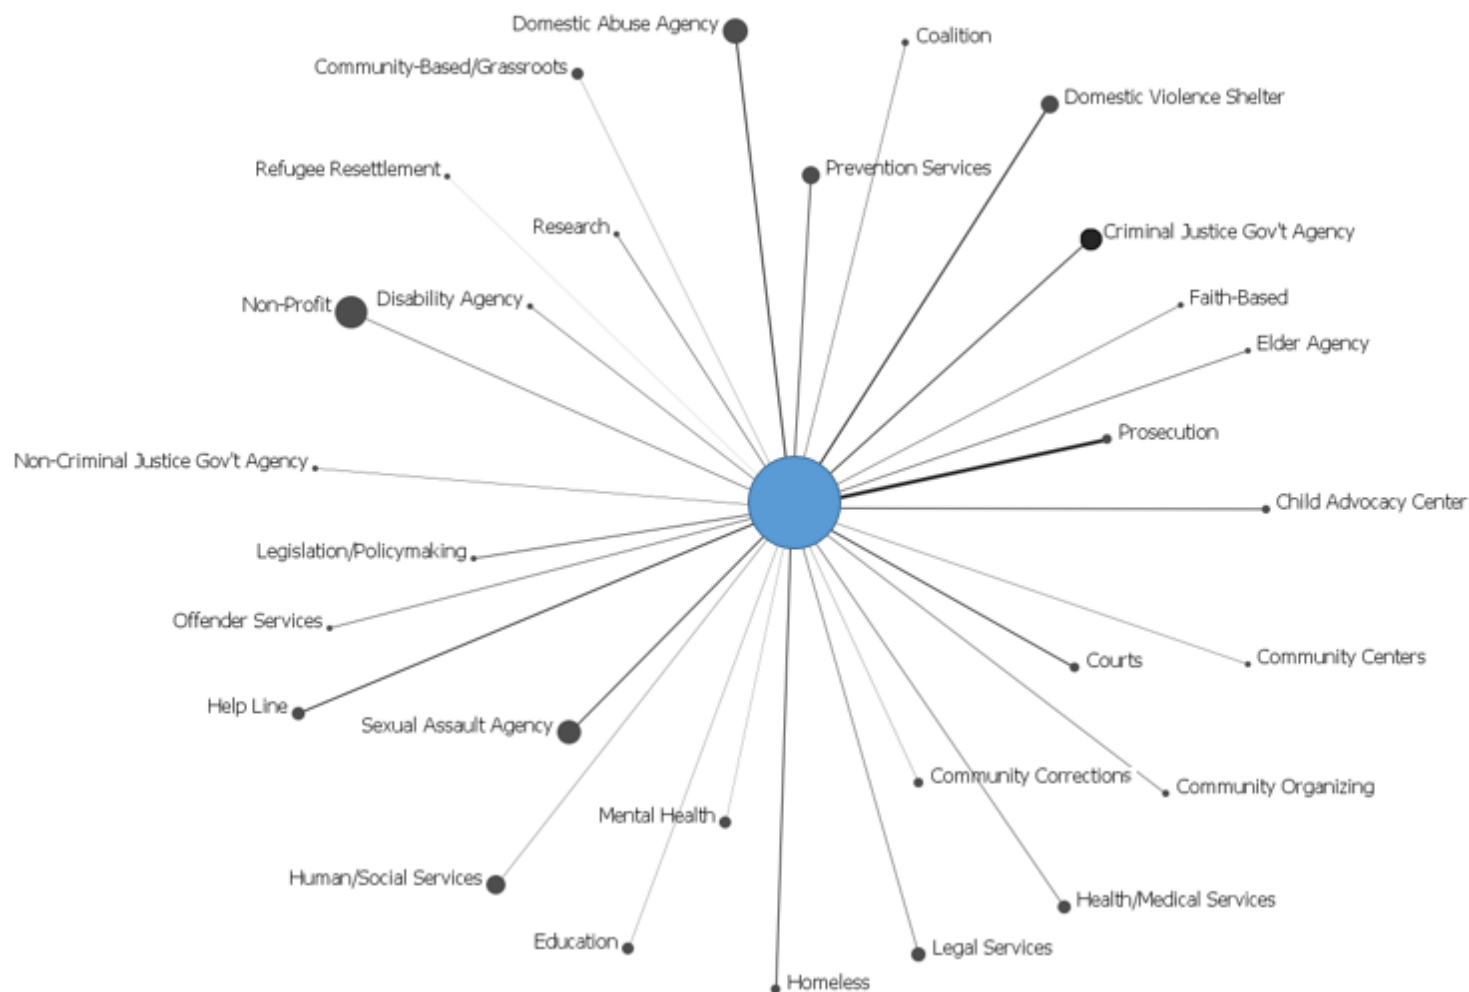 Domestic Abuse Agency
Coalition
Community-Based/Grassroots
Domestic Violence Shelter
Refugee Resettlement
Prevention Services
Research
Criminal Justice Gov't Agency
Non-Profit
Disability Agency
Faith-Based
Elder Agency
Prosecution
Non-Criminal Justice Gov't Agency
Child Advocacy Center
Legislation/Policymaking
Offender Services
Courts
Community Centers
Help Line
Sexual Assault Agency
Community Corrections
Community Organizing
Mental Health
Human/Social Services
Health/Medical Services
Education
Legal Services
Homeless